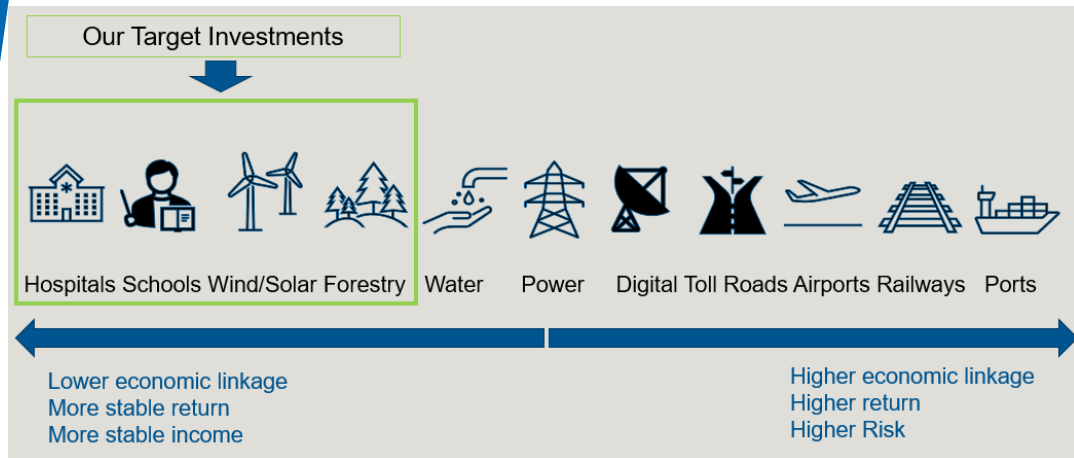 Our Target Investments
Hospitals Schools Wind/Solar Forestry Water Power Digital Toll Roads Airports Railways Ports
Lower economic linkage
More stable return
More stable income
Higher economic linkage
Higher return
Higher Risk